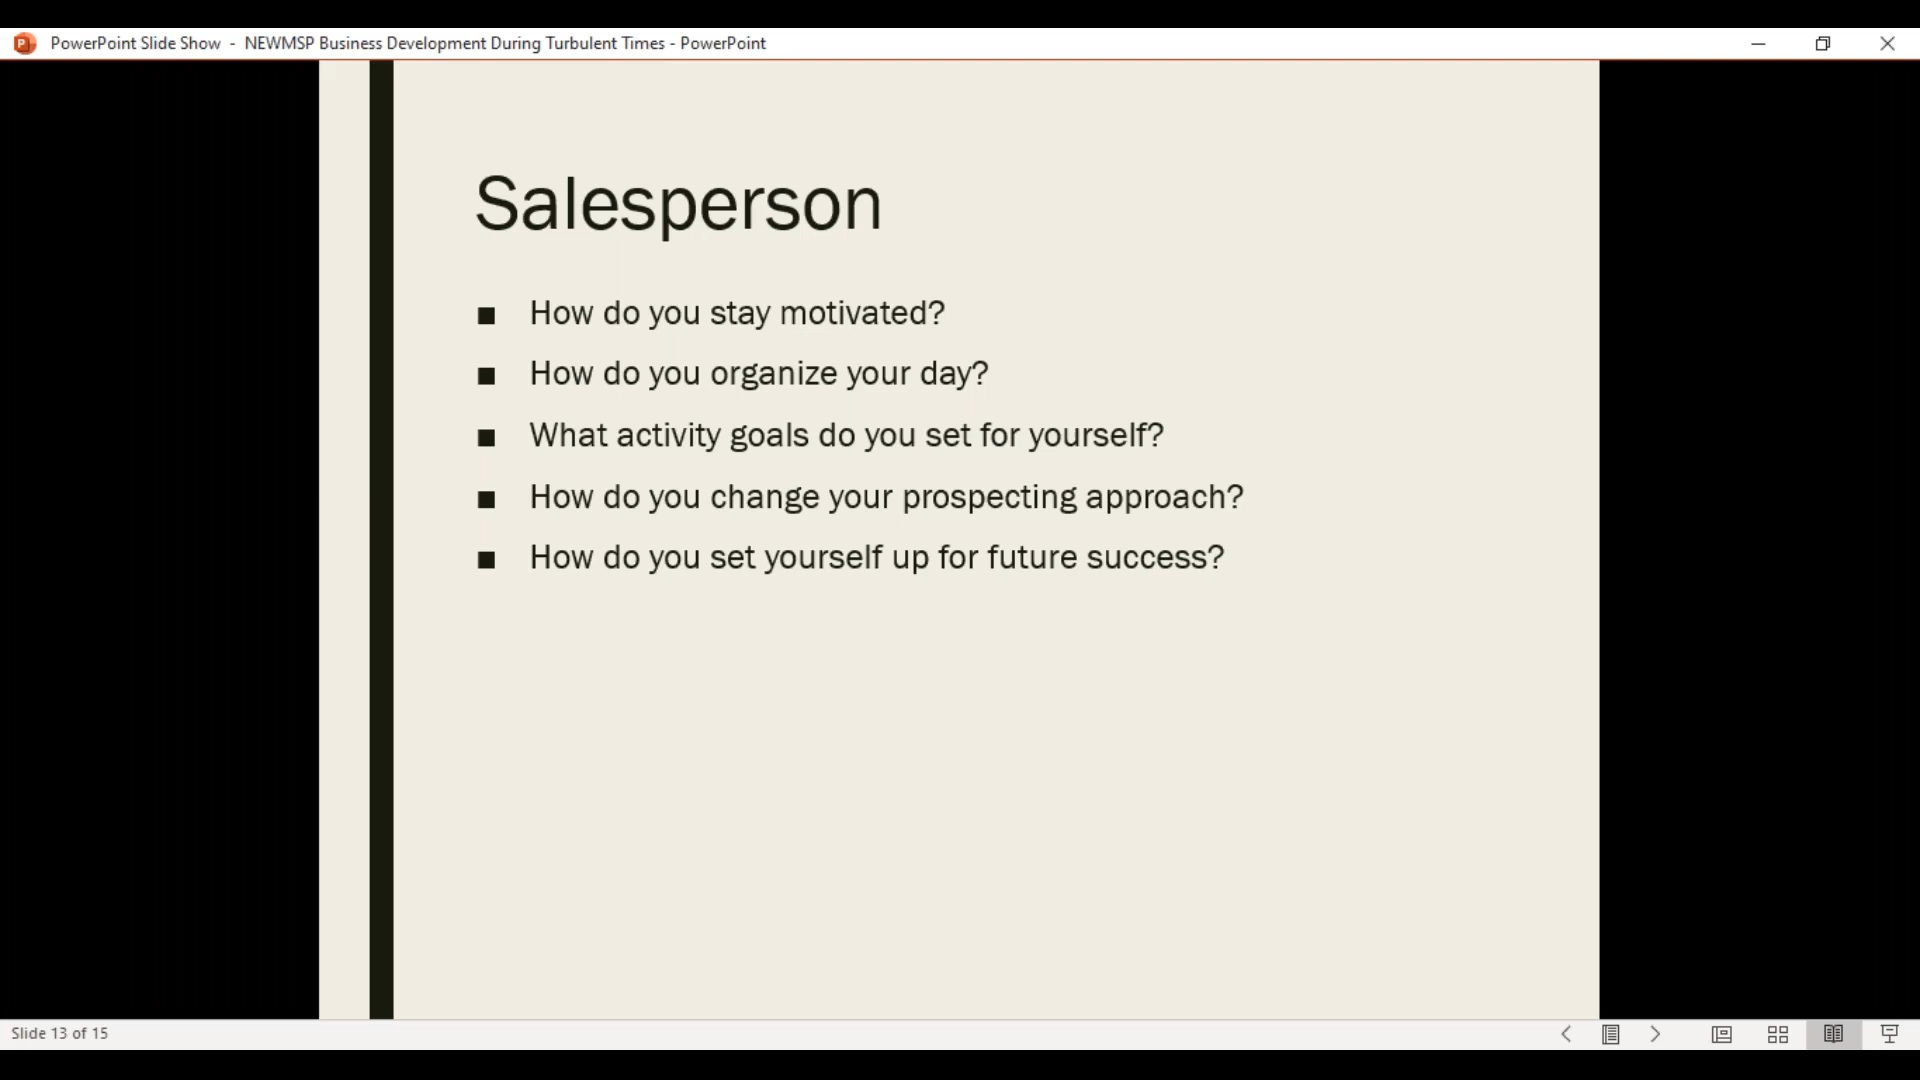 PowerPoint Slide Show - NEWMSP Business Development During Turbulent Times - PowerPoint
Salesperson
■ How do you stay motivated?
■ How do you organize your day?
■ What activity goals do you set for yourself?
■ How do you change your prospecting approach?
■ How do you set yourself up for future success?
Slide 13 of 15